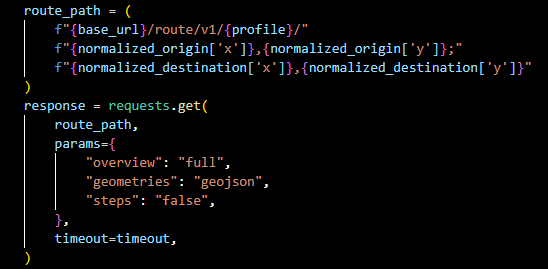 route_path = (
    f"{base_url}/route/v1/{profile}/"
    f"{normalized_origin['x']},{normalized_origin['y']};"
    f"{normalized_destination['x']},{normalized_destination['y']}"
)
response = requests.get(
    route_path,
    params={
        "overview": "full",
        "geometries": "geojson",
        "steps": "false",
    },
    timeout=timeout,
)